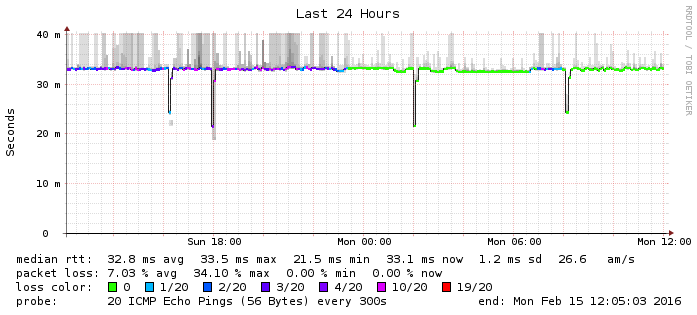 Last 24 Hours
RRDTOOL / TOBI OETIKER
Seconds
40 m
30 m
20 m
10 m
0
Sun 18:00 Mon 00:00 Mon 06:00 Mon 12:00
median rtt: 32.8 ms avg 33.5 ms max 21.5 ms min 33.1 ms now 1.2 ms sd 26.6 am/s
packet loss: 7.03 % avg 34.10 % max 0.00 % min 0.00 % now
loss color: 0 1/20 2/20 3/20 4/20 10/20 19/20
probe: 20 ICMP Echo Pings (56 Bytes) every 300s end: Mon Feb 15 12:05:03 2016